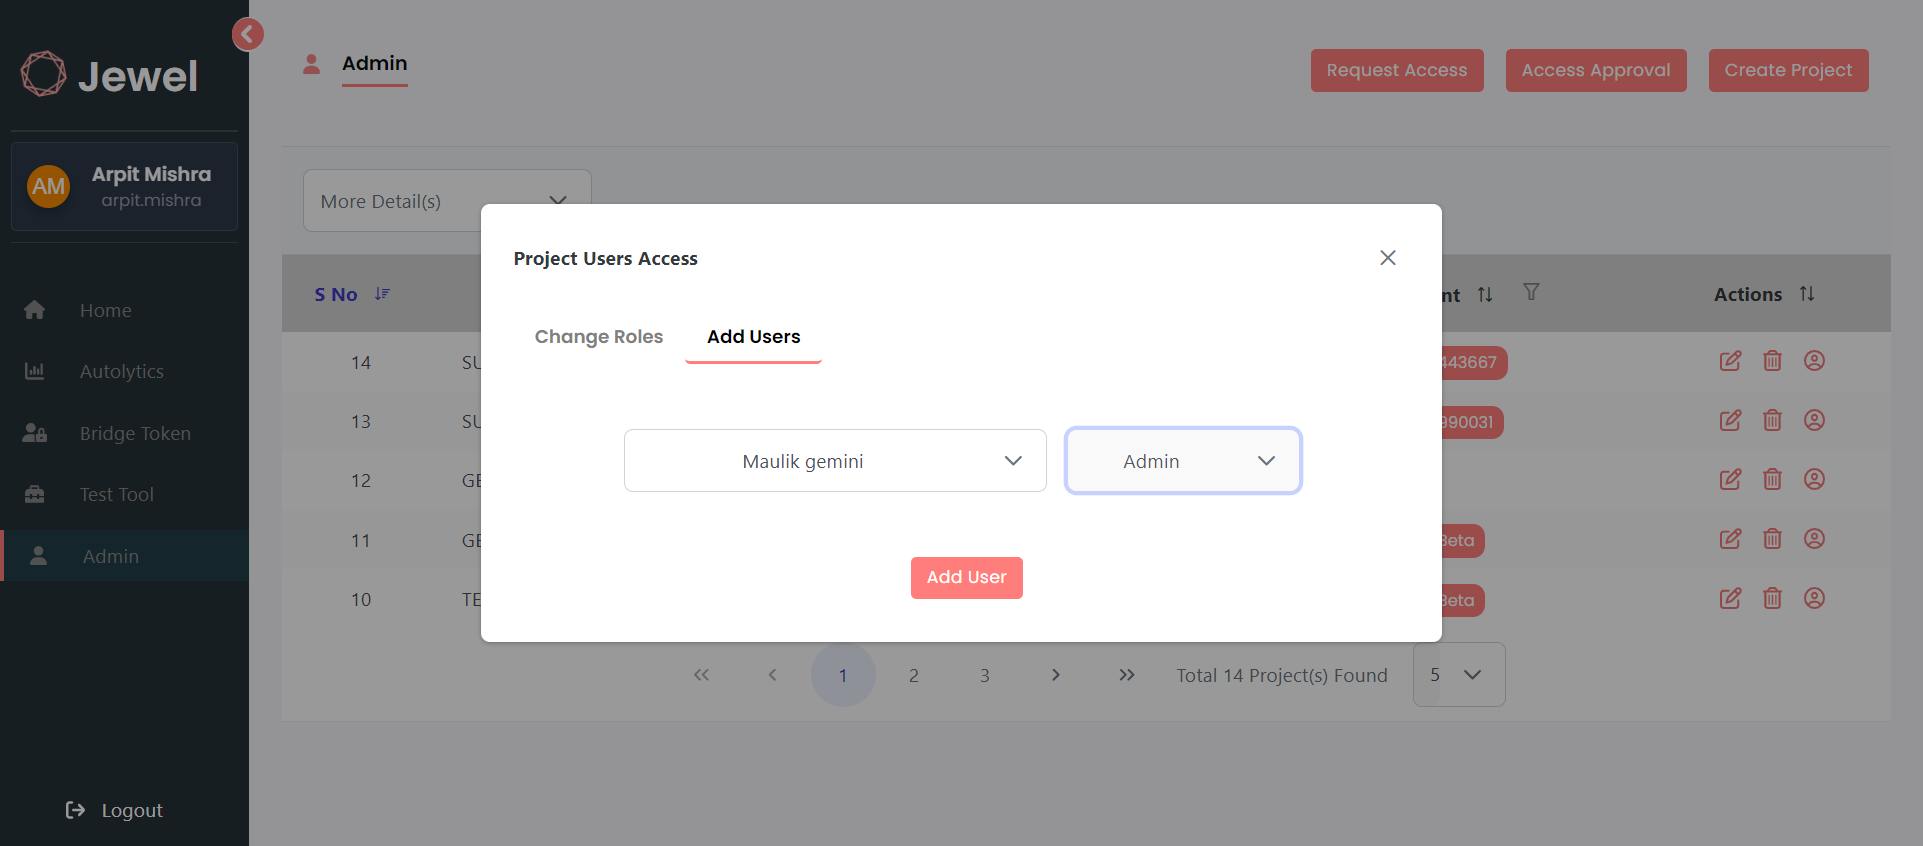 Jewel
AM
Arpit Mishra
arpit.mishra
Home
Autolytics
Bridge Token
Test Tool
Admin
Logout
Admin
Request Access
Access Approval
Create Project
More Detail(s)
S No
nt
Actions
14
SU
443667
13
SU
990031
12
GE
11
GE
Beta
10
TE
Beta
Project Users Access
Change Roles
Add Users
Maulik gemini
Admin
Add User
1
2
3
Total 14 Project(s) Found
5